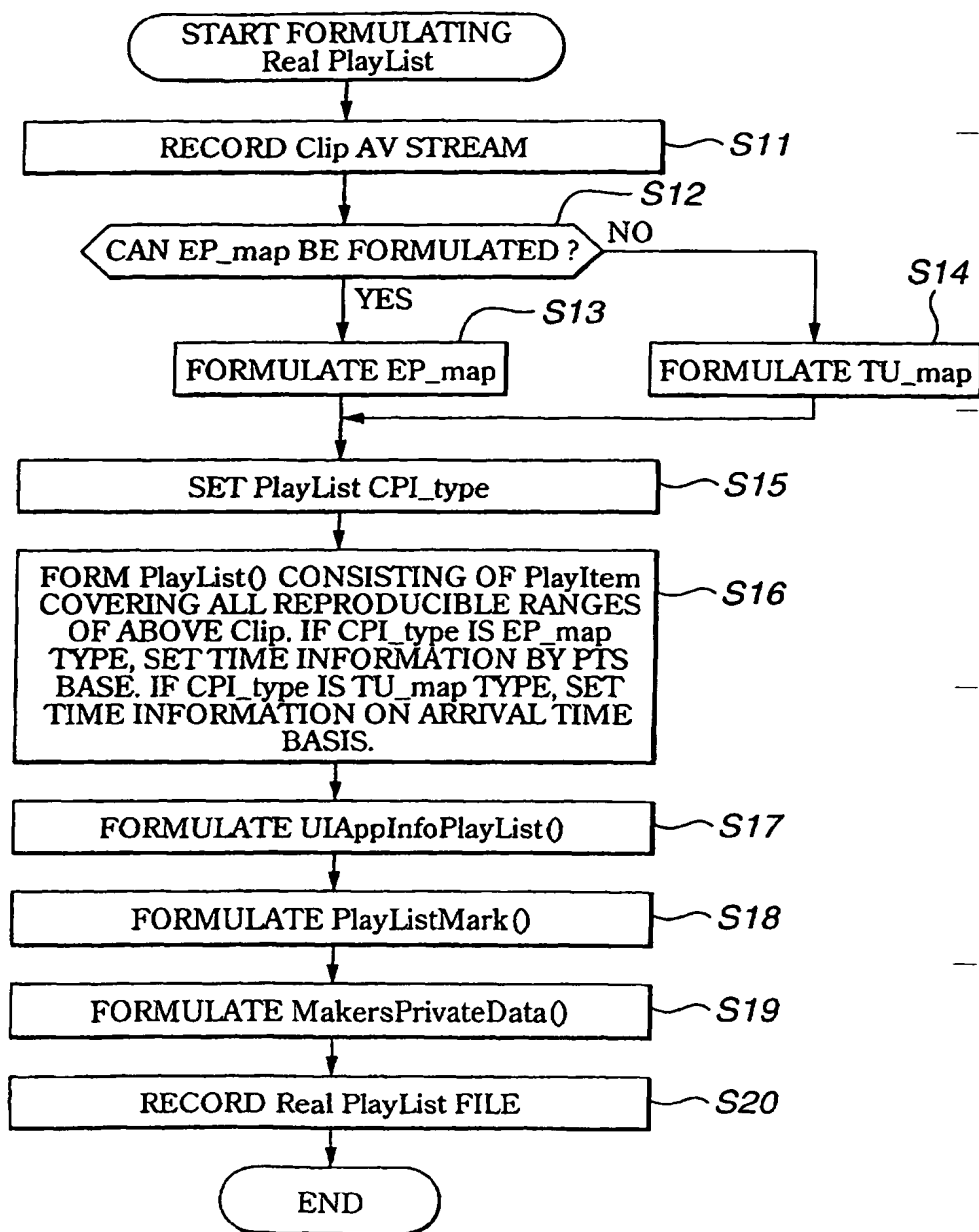 START FORMULATING
Real PlayList
RECORD Clip AV STREAM
S11
S12
CAN EP_map BE FORMULATED ?
NO
YES
S13
S14
FORMULATE EP_map
FORMULATE TU_map
SET PlayList CPI_type
S15
FORM PlayList() CONSISTING OF PlayItem
COVERING ALL REPRODUCIBLE RANGES
OF ABOVE Clip. IF CPI_type IS EP_map
TYPE, SET TIME INFORMATION BY PTS
BASE. IF CPI_type IS TU_map TYPE, SET
TIME INFORMATION ON ARRIVAL TIME
BASIS.
S16
FORMULATE UIAppInfoPlayList()
S17
FORMULATE PlayListMark()
S18
FORMULATE MakersPrivateData()
S19
RECORD Real PlayList FILE
S20
END